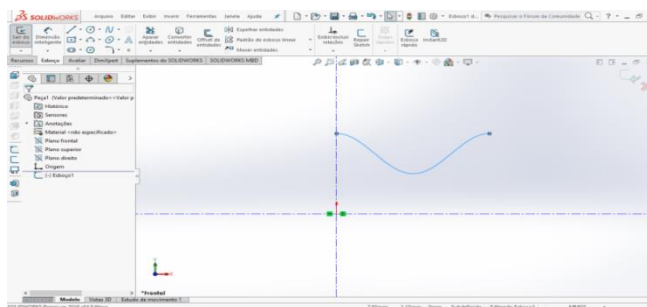 SOLIDWORKS Arquivo Editar Exibir Inserir Ferramentas Janela Ajuda
Esboço1 d... Pesquisar o Fórum da Comunidade
Sair do esboço
Dimensão inteligente
Aparar entidades
Converter entidades
Offset de entidades
Espelhar entidades
Padrão de esboço linear
Mover entidades
Exibir/excluir relações
Repair Sketch
Esboço rápido
Instant2D
Recursos Esboço Avaliar DimXpert Suplementos do SOLIDWORKS SOLIDWORKS MBD
Peça1 (Valor predeterminado<<Valor p
Histórico
Sensores
Anotações
Material <não especificado>
Plano frontal
Plano superior
Plano direito
Origem
(-) Esboço1
*Frontal
Modelo Vistas 3D Estudo de movimento 1